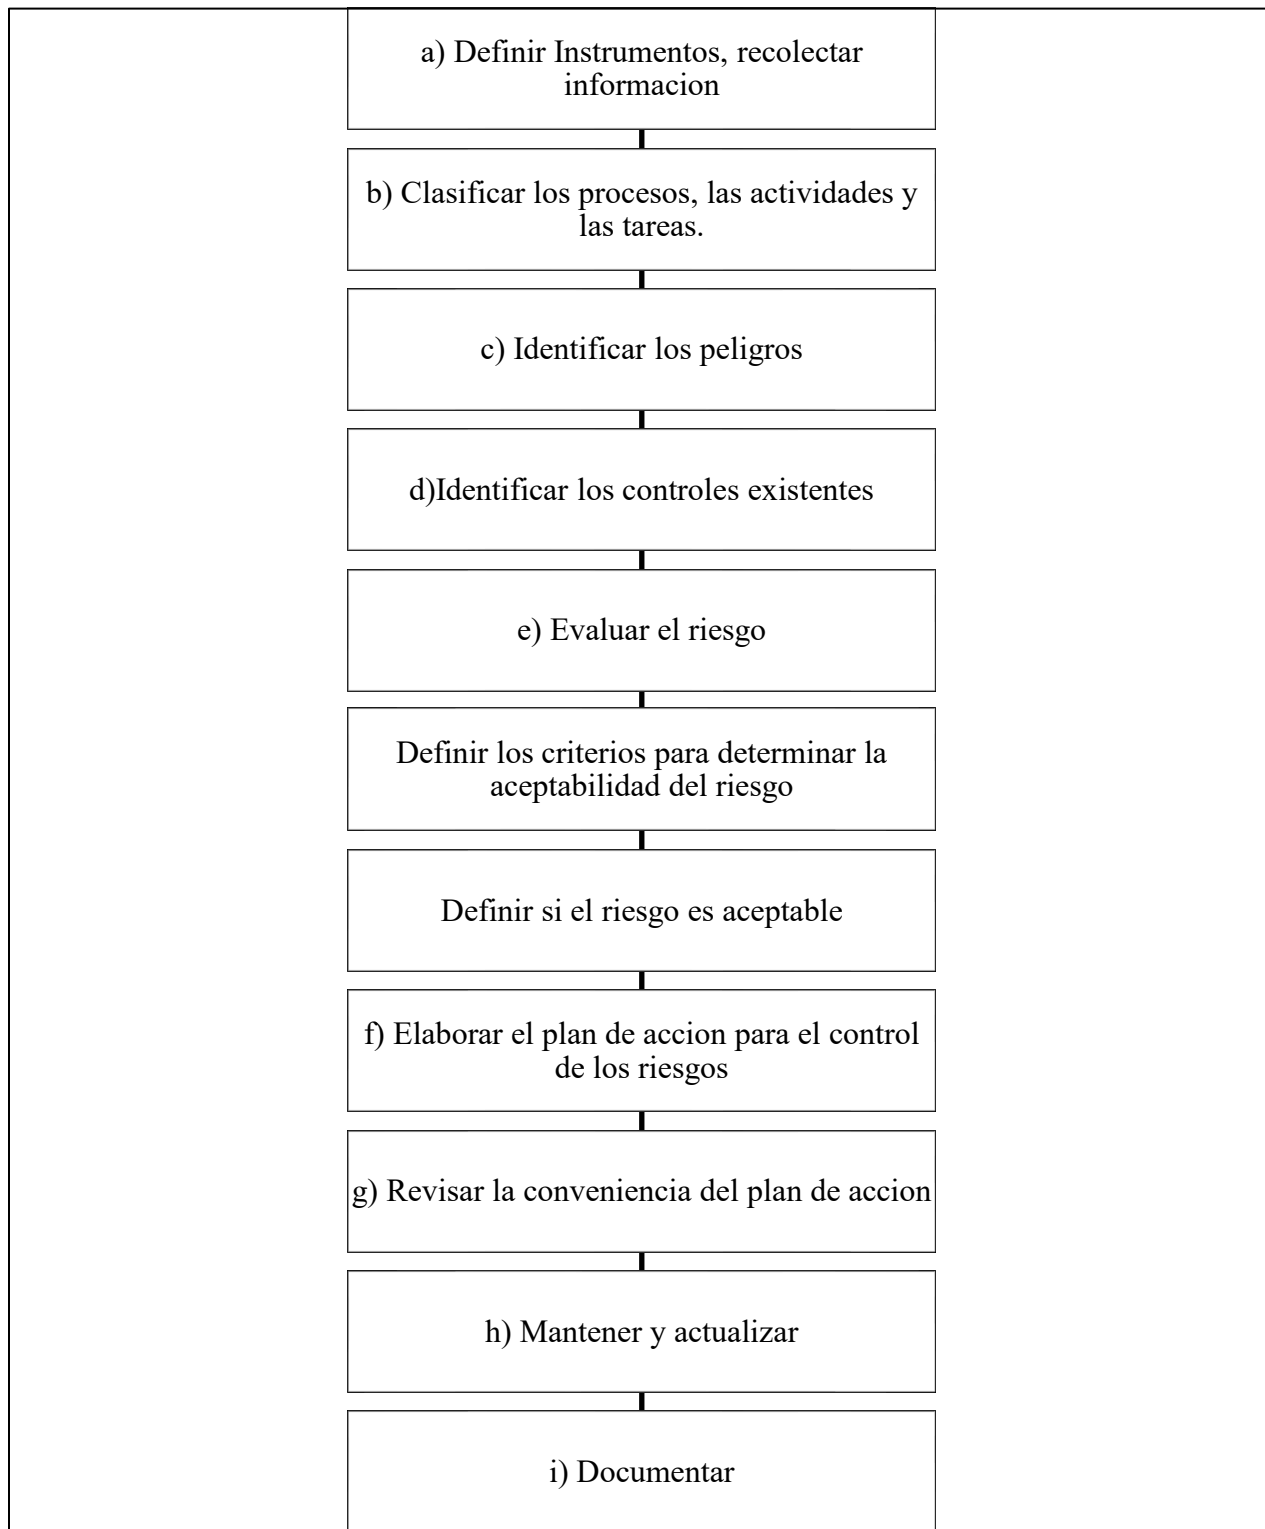 a) Definir Instrumentos, recolectar
informacion
b) Clasificar los procesos, las actividades y
las tareas.
c) Identificar los peligros
d)Identificar los controles existentes
e) Evaluar el riesgo
Definir los criterios para determinar la
aceptabilidad del riesgo
Definir si el riesgo es aceptable
f) Elaborar el plan de accion para el control
de los riesgos
g) Revisar la conveniencia del plan de accion
h) Mantener y actualizar
i) Documentar